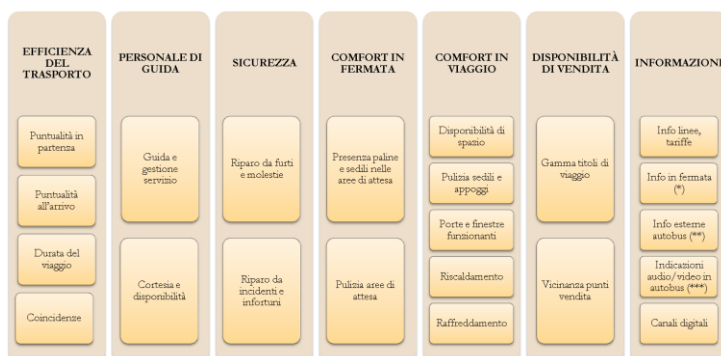 EFFICIENZA
DEL
TRASPORTO
Puntualità in
partenza
Puntualità
all'arrivo
Durata del
viaggio
Coincidenze
PERSONALE DI
GUIDA
Guida e
gestione
servizio
Cortesia e
disponibilità
SICUREZZA
Riparo da furti
e molestie
Riparo da
incidenti e
infortuni
COMFORT IN
FERMATA
Presenza paline
e sedili nelle
aree di attesa
Pulizia aree di
attesa
COMFORT IN
VIAGGIO
Disponibilità di
spazio
Pulizia sedili e
appoggi
Porte e finestre
funzionanti
Riscaldamento
Raffreddamento
DISPONIBILITÀ
DI VENDITA
Gamma titoli di
viaggio
Vicinanza punti
vendita
INFORMAZIONI
Info linee,
tariffe
Info in fermata
(*)
Info esterne
autobus (**)
Indicazioni
audio/video in
autobus (***)
Canali digitali